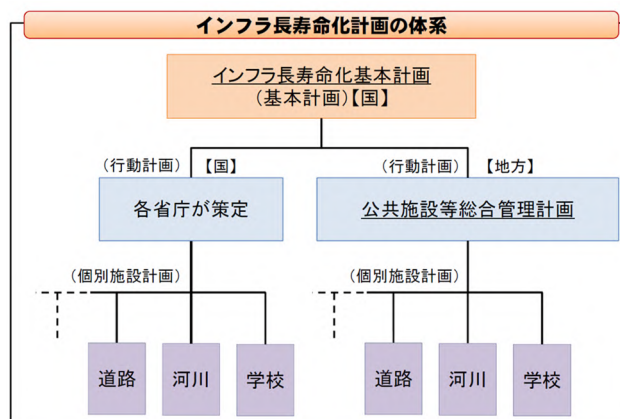 インフラ長寿命化計画の体系
インフラ長寿命化基本計画
(基本計画)【国】
(行動計画) 【国】
(行動計画) 【地方】
各省庁が策定
公共施設等総合管理計画
(個別施設計画)
(個別施設計画)
道路
河川
学校
道路
河川
学校